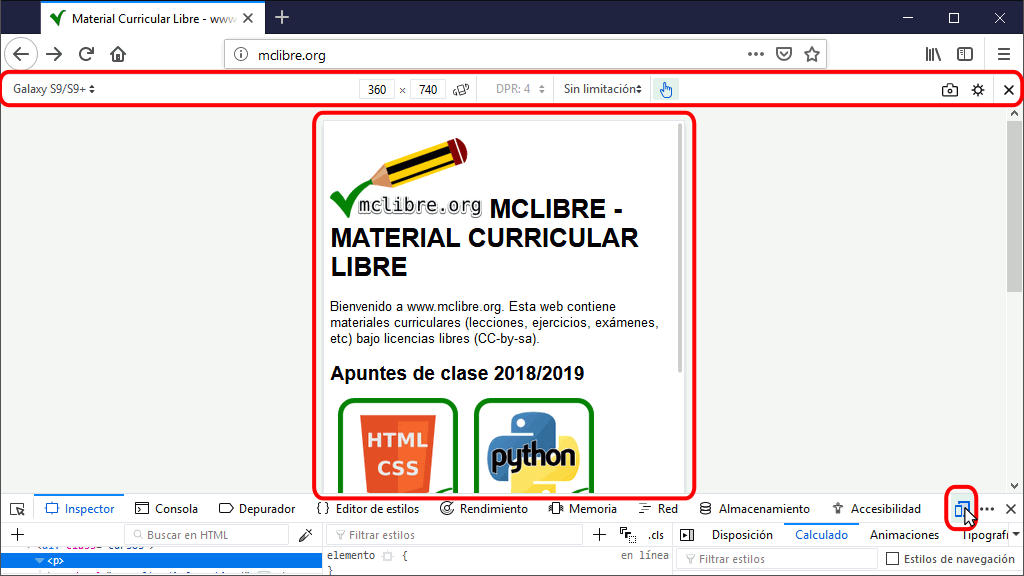 Material Curricular Libre - www
mclibre.org
Galaxy S9/S9+ 360 × 740 DPR: 4 Sin limitación
mclibre.org MCLIBRE -
MATERIAL CURRICULAR
LIBRE
Bienvenido a www.mclibre.org. Esta web contiene
materiales curriculares (lecciones, ejercicios, exámenes,
etc) bajo licencias libres (CC-by-sa).
Apuntes de clase 2018/2019
HTML
CSS
python
Inspector Consola Depurador {} Editor de estilos Rendimiento Memoria Red Almacenamiento Accesibilidad
Buscar en HTML Filtrar estilos .cls Disposición Calculado Animaciones Tipografí
<p> elemento { en línea Filtrar estilos Estilos de navegación
}